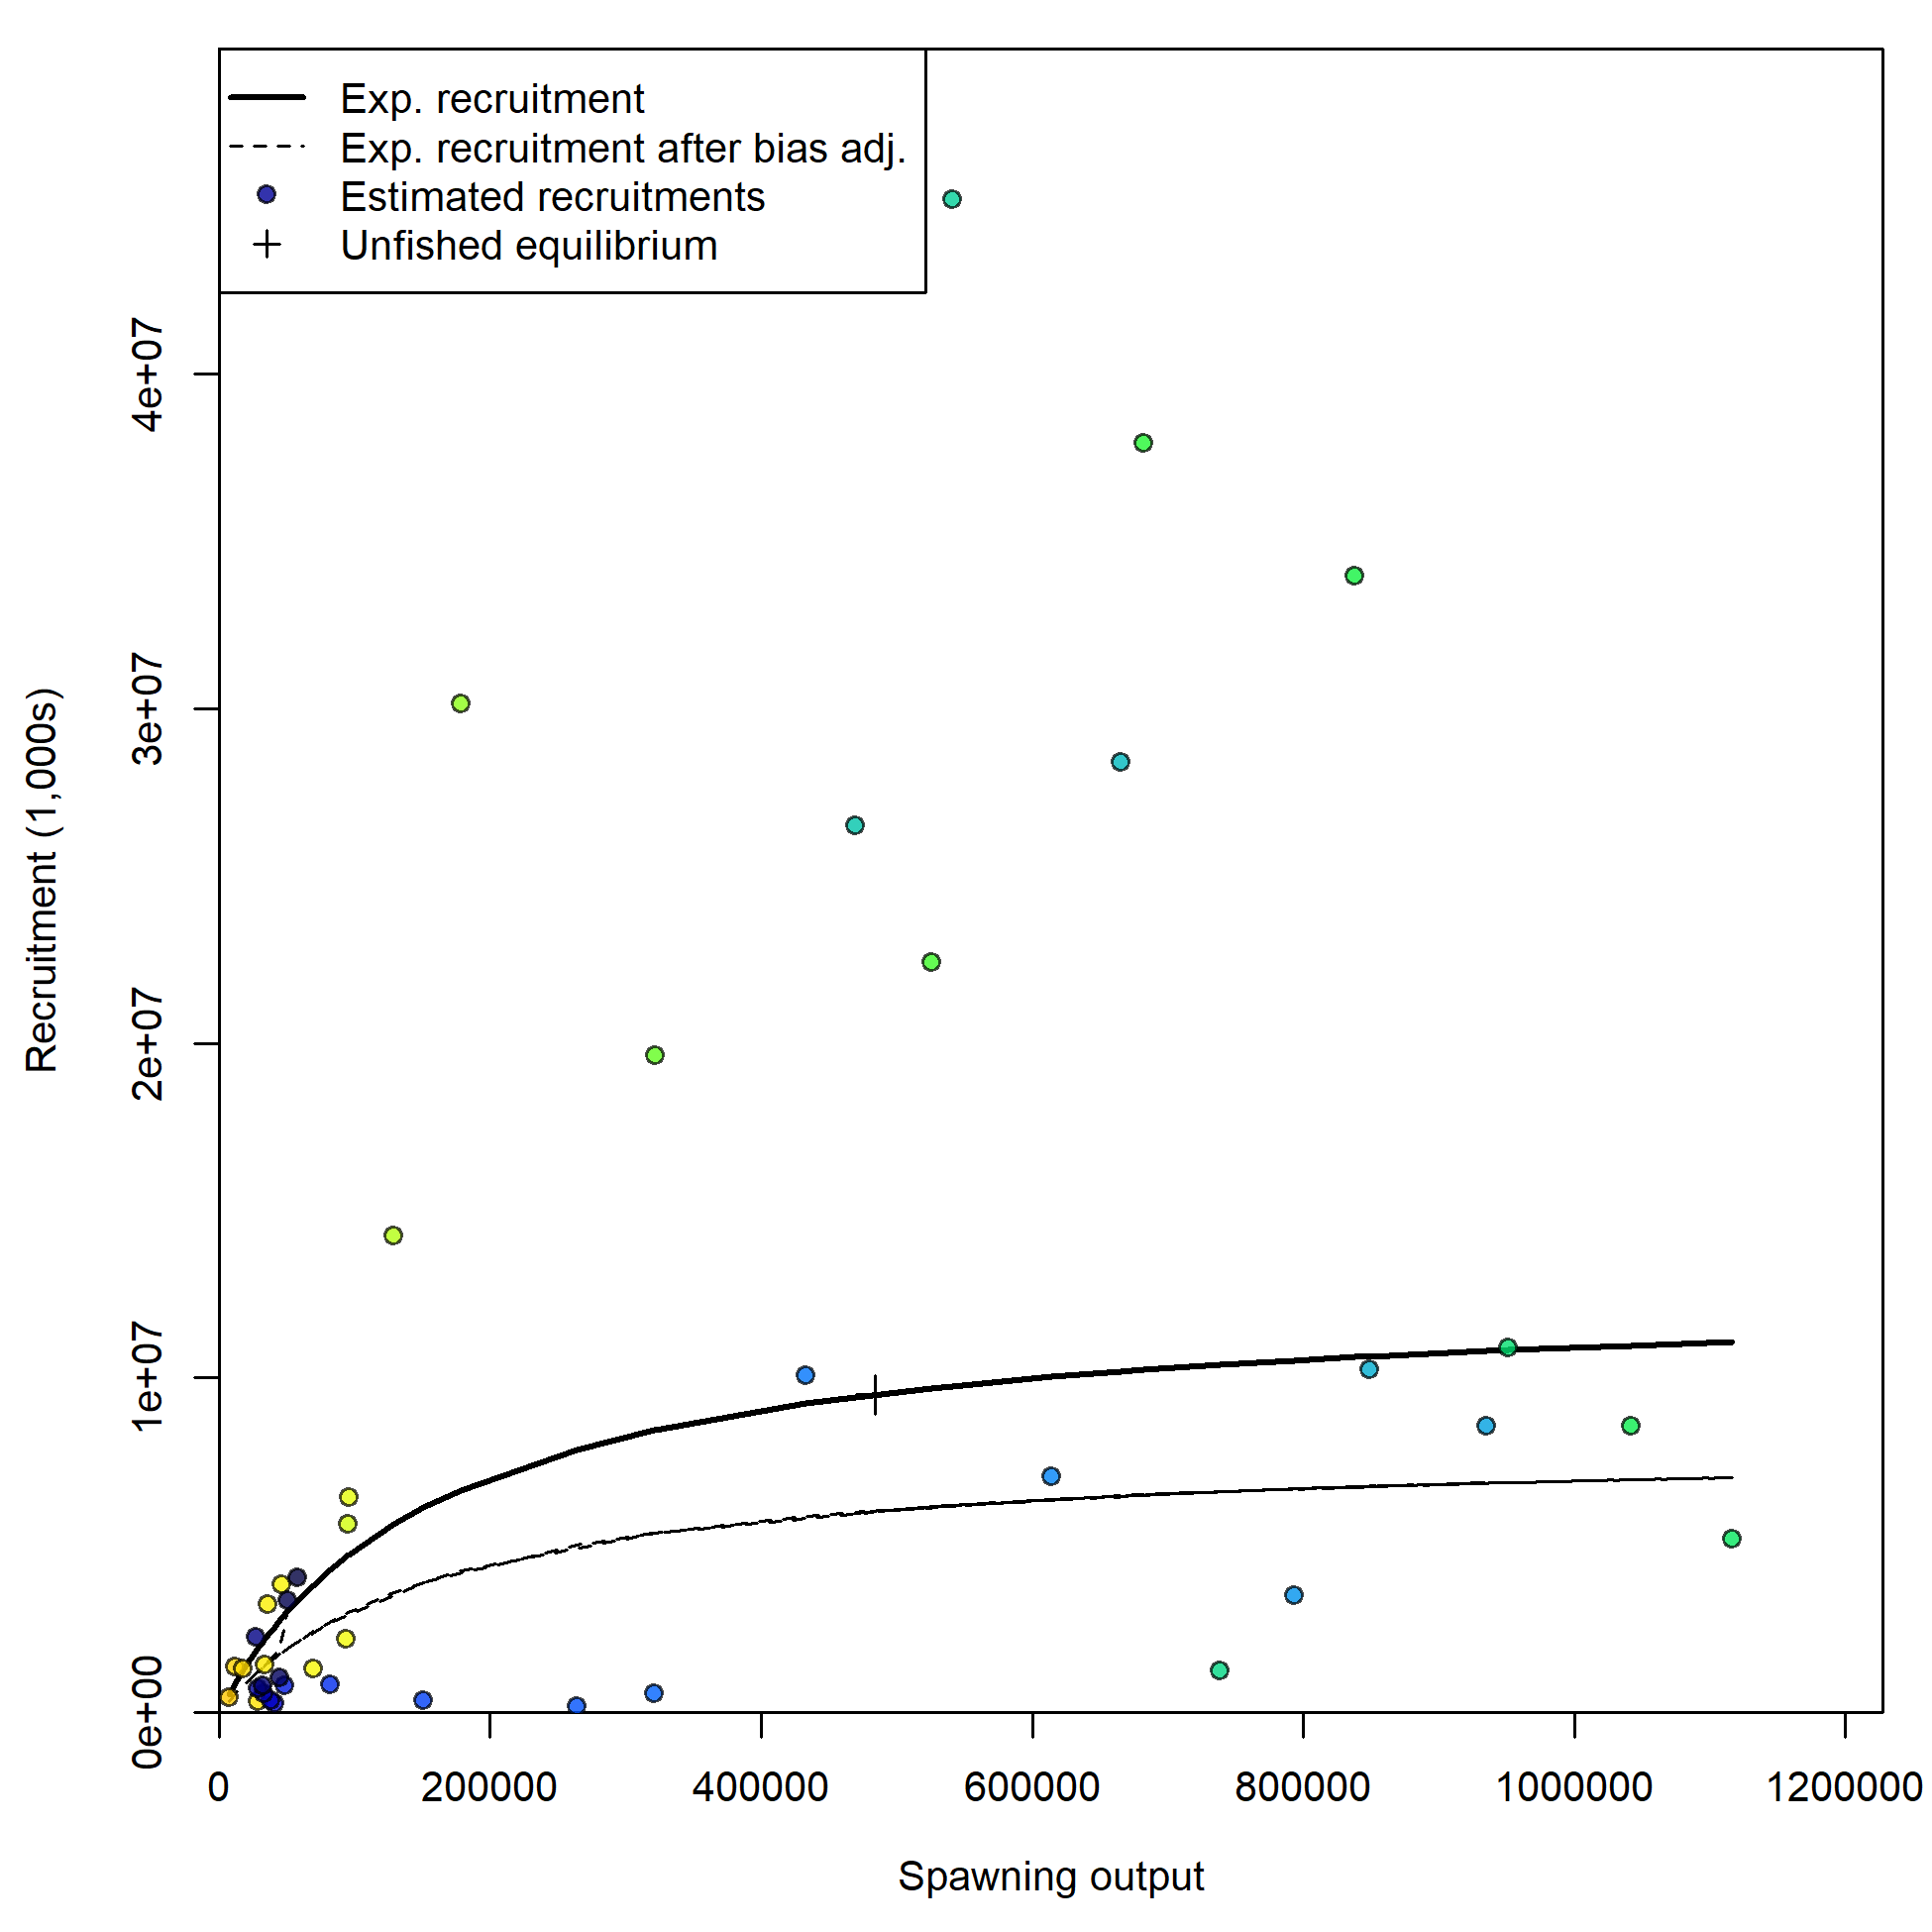 Exp. recruitment
Exp. recruitment after bias adj.
Estimated recruitments
Unfished equilibrium
Recruitment (1,000s)
4e+07
3e+07
2e+07
1e+07
0e+00
0 200000 400000 600000 800000 1000000 1200000
Spawning output